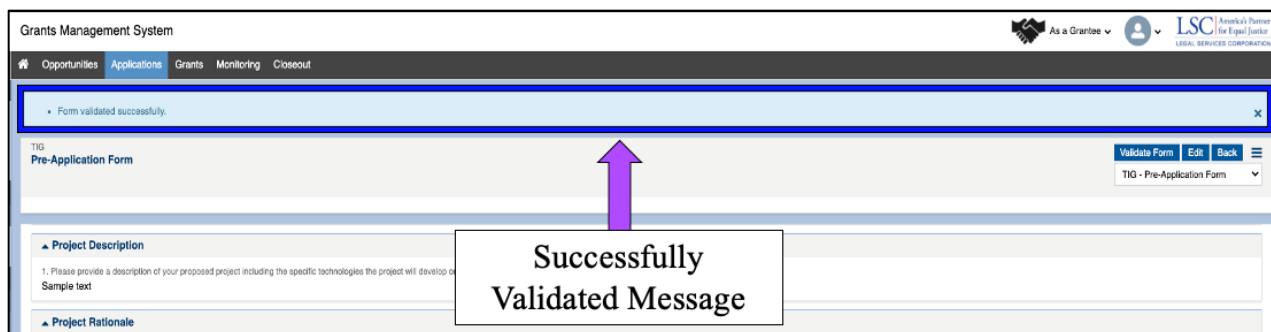 Grants Management System
As a Grantee
LSC America's Partner for Equal Justice
LEGAL SERVICES CORPORATION
Opportunities Applications Grants Monitoring Closeout
Form validated successfully.
TIG
Pre-Application Form
Validate Form Edit Back
TIG - Pre-Application Form
Project Description
1. Please provide a description of your proposed project including the specific technologies the project will develop
Sample text
Successfully
Validated Message
Project Rationale